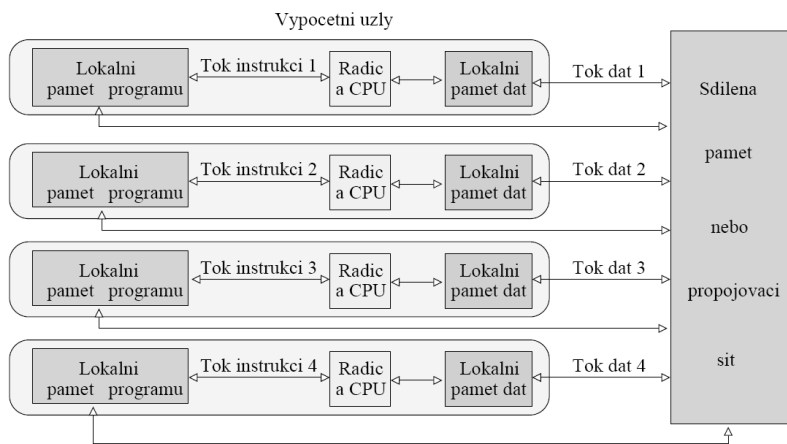 Vypocetni uzly
Lokalni
pamet programu
Tok instrukci 1
Radic
a CPU
Lokalni
pamet dat
Tok dat 1
Lokalni
pamet programu
Tok instrukci 2
Radic
a CPU
Lokalni
pamet dat
Tok dat 2
Lokalni
pamet programu
Tok instrukci 3
Radic
a CPU
Lokalni
pamet dat
Tok dat 3
Lokalni
pamet programu
Tok instrukci 4
Radic
a CPU
Lokalni
pamet dat
Tok dat 4
Sdilena
pamet
nebo
propojovaci
sit